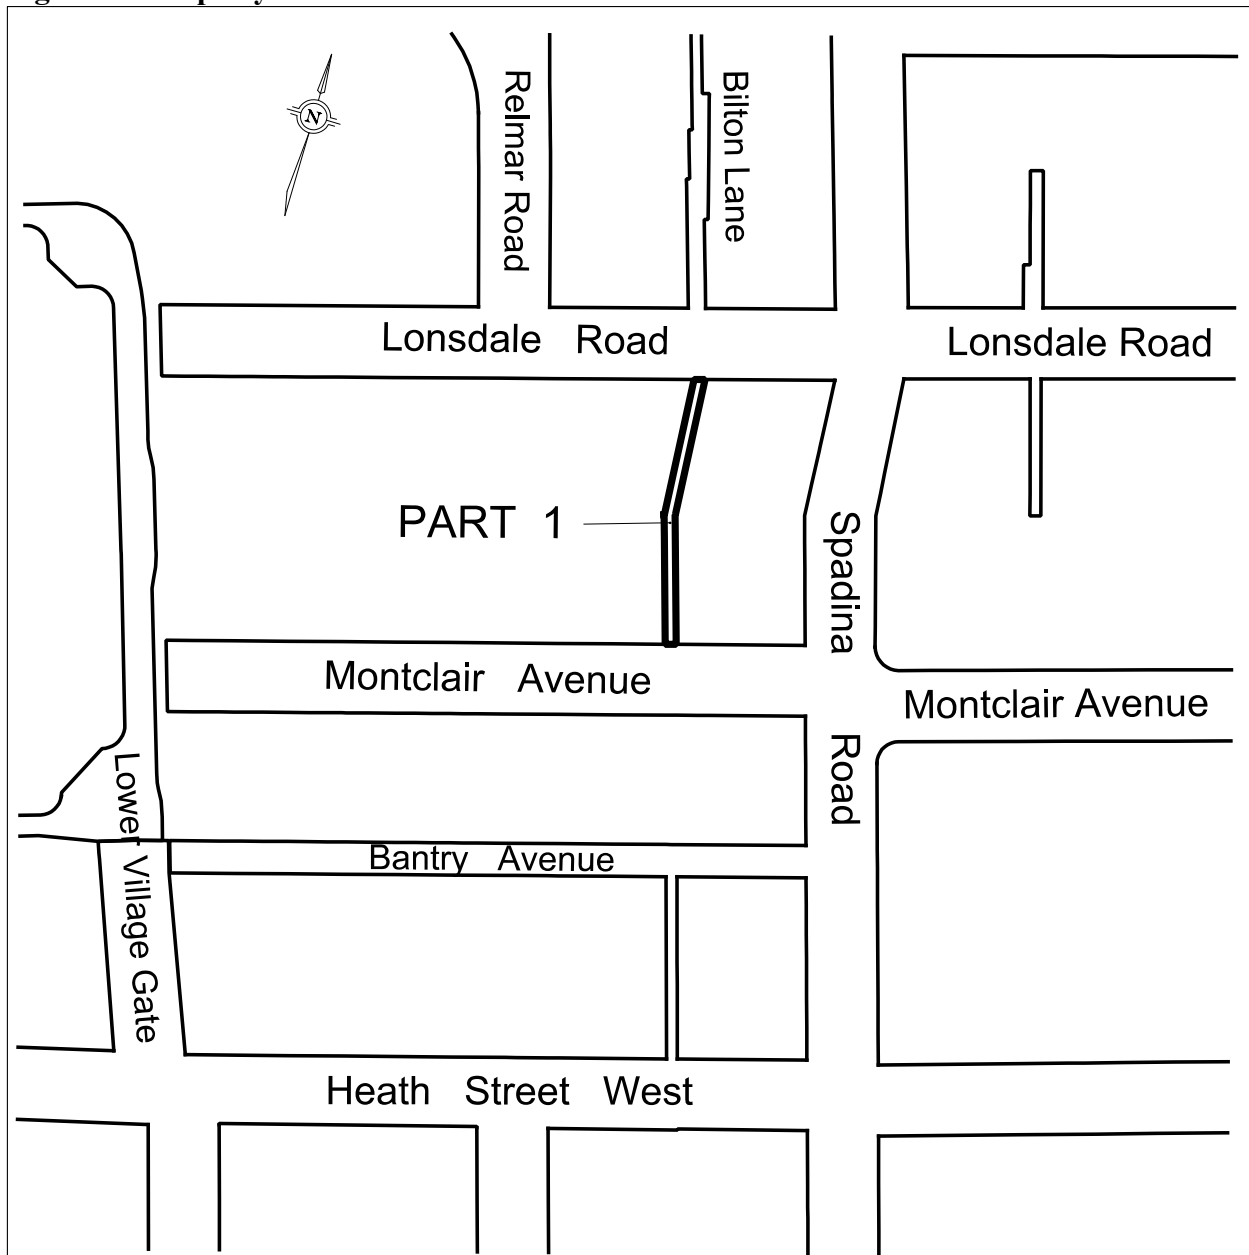 Relmar Road
Bilton Lane
N
Lonsdale Road
Lonsdale Road
PART 1
Spadina Road
Montclair Avenue
Montclair Avenue
Lower Village Gate
Bantry Avenue
Heath Street West